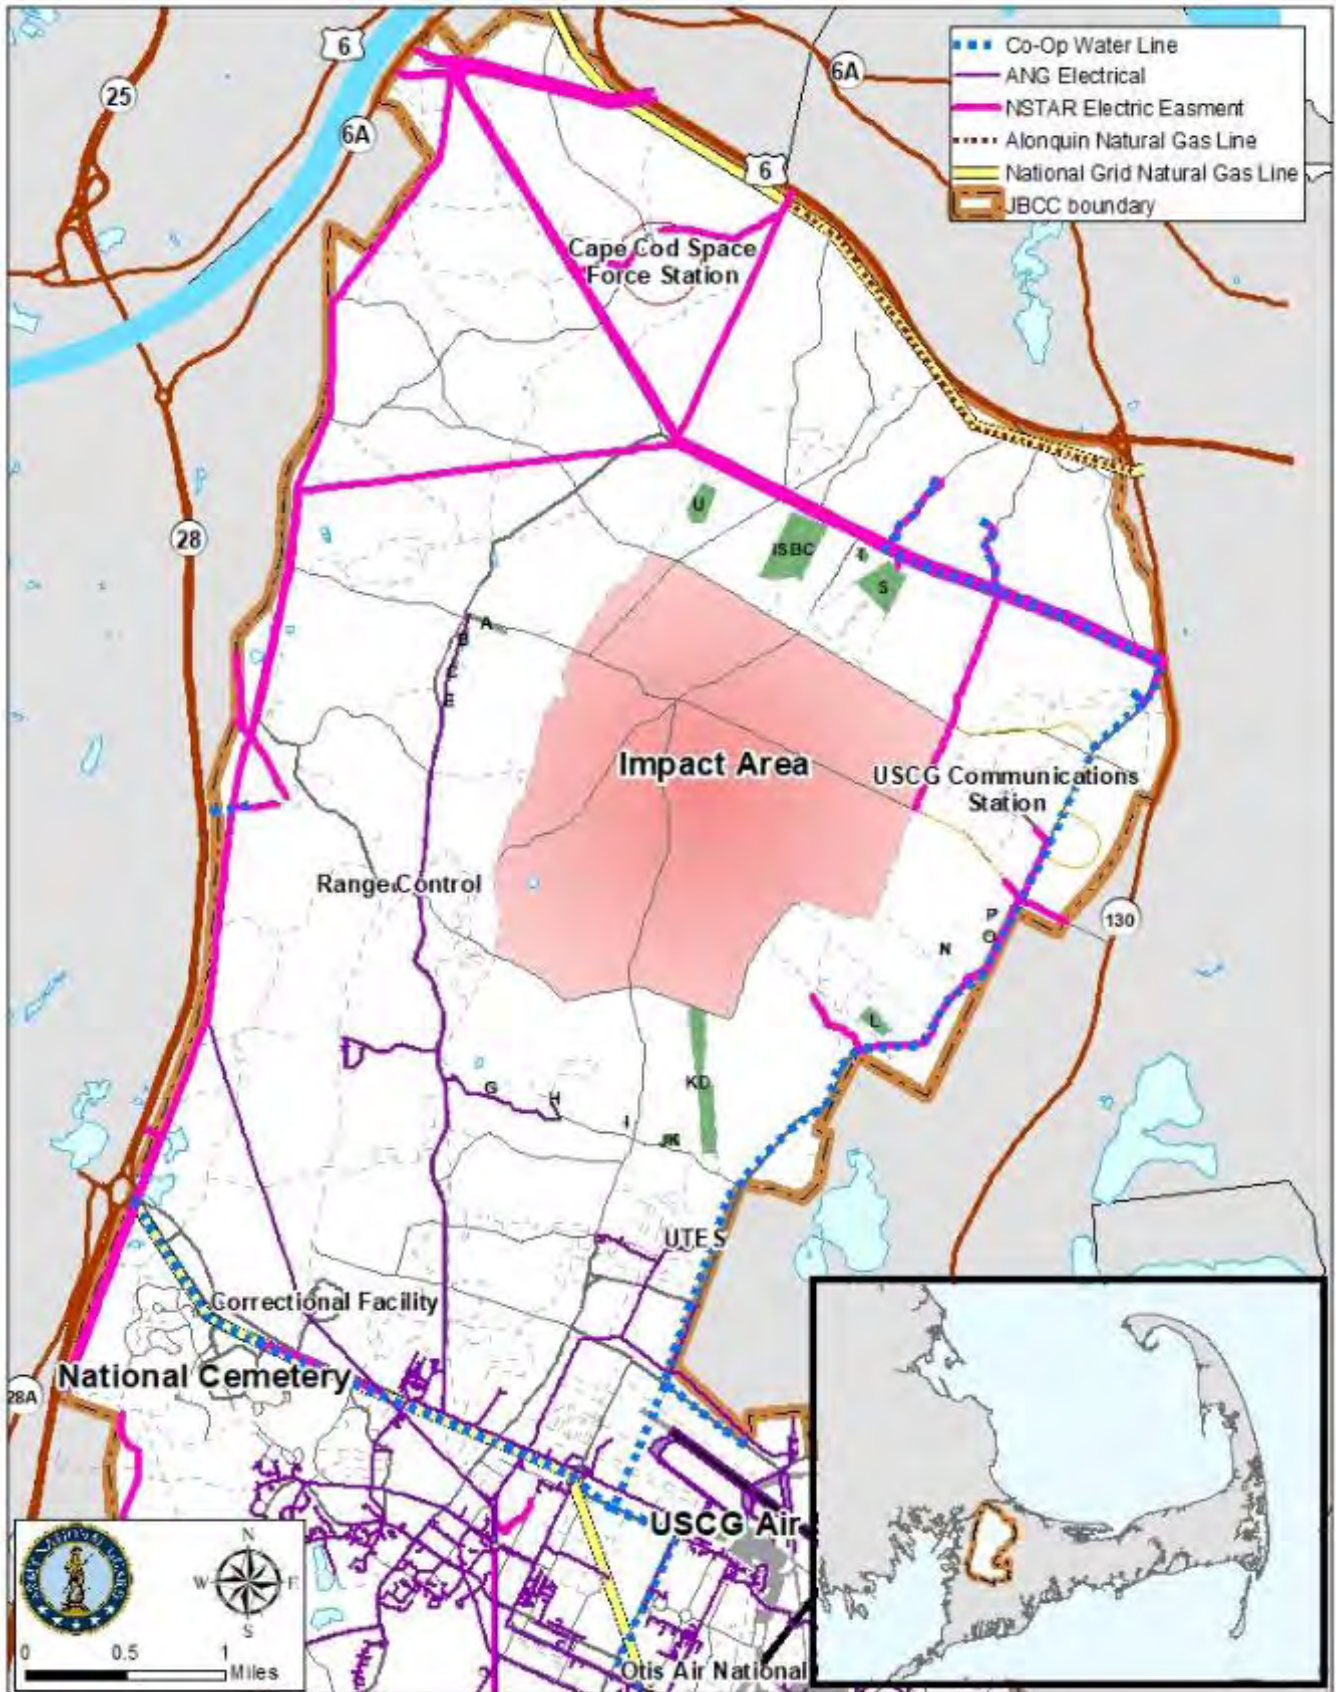 6
25
6A
6A
Co-Op Water Line
ANG Electrical
NSTAR Electric Easment
Alonquin Natural Gas Line
National Grid Natural Gas Line
JBCC boundary
6
Cape Cod Space
Force Station
28
U
ISBC
S
A
B
E
Impact Area
USCG Communications
Station
Range Control
P
O
N
130
L
KD
G
H
I
JK
UTES
Correctional Facility
National Cemetery
28A
USCG Air
Otis Air National
N
W E
S
0 0.5 1
Miles